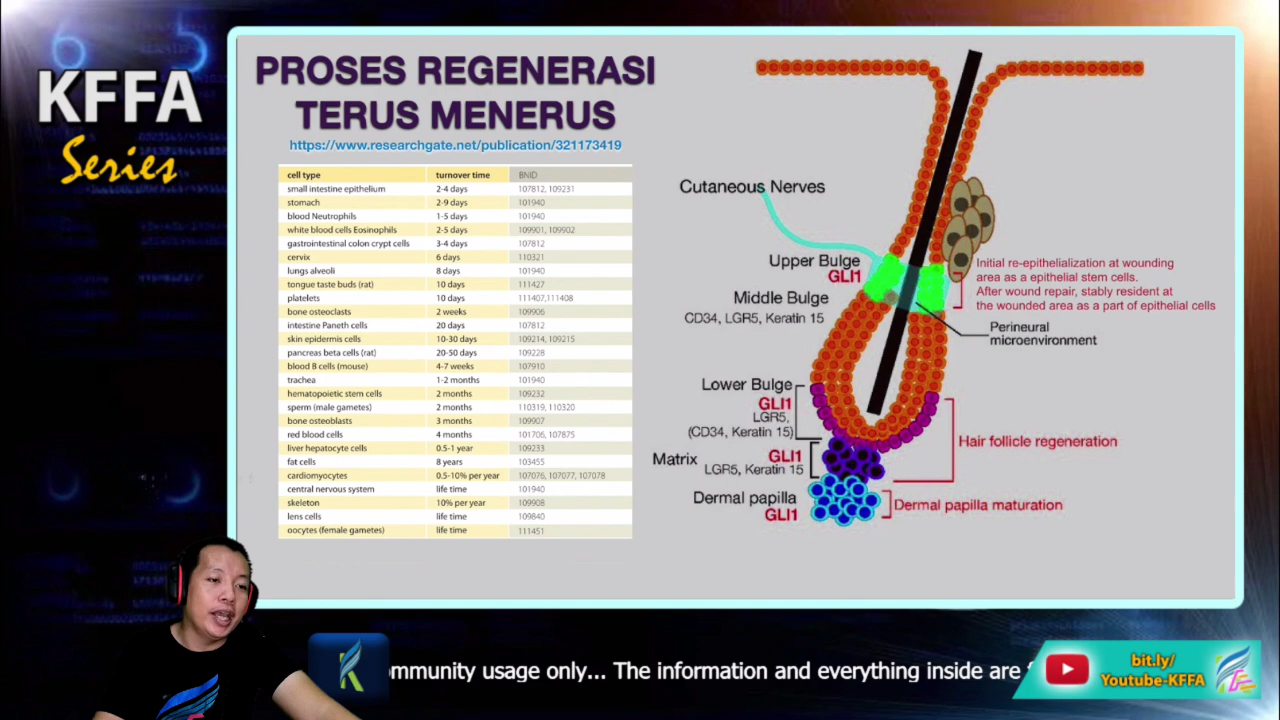 6 5
KFFA
Series
PROSES REGENERASI
TERUS MENERUS
https://www.researchgate.net/publication/321173419
cell type turnover time BNID
small intestine epithelium 2-4 days 107812, 109231
stomach 2-9 days 101940
blood Neutrophils 1-5 days 101940
white blood cells Eosinophils 2-5 days 109901, 109902
gastrointestinal colon crypt cells 3-4 days 107812
cervix 6 days 110321
lungs alveoli 8 days 101940
tongue taste buds (rat) 10 days 111427
platelets 10 days 111407,111408
bone osteoclasts 2 weeks 109906
intestine Paneth cells 20 days 107812
skin epidermis cells 10-30 days 109214, 109215
pancreas beta cells (rat) 20-50 days 109228
blood B cells (mouse) 4-7 weeks 107910
trachea 1-2 months 101940
hematopoietic stem cells 2 months 109232
sperm (male gametes) 2 months 110319, 110320
bone osteoblasts 3 months 109907
red blood cells 4 months 101706, 107875
liver hepatocyte cells 0.5-1 year 109233
fat cells 8 years 103455
cardiomyocytes 0.5-10% per year 107076, 107077, 107078
central nervous system life time 101940
skeleton 10% per year 109908
lens cells life time 109840
oocytes (female gametes) life time 111451
Cutaneous Nerves
Upper Bulge
GLI1
Middle Bulge
CD34, LGR5, Keratin 15
Initial re-epithelialization at wounding
area as a epithelial stem cells.
After wound repair, stably resident at
the wounded area as a part of epithelial cells
Perineural
microenvironment
Lower Bulge
GLI1
LGR5,
(CD34, Keratin 15)
Hair follicle regeneration
Matrix
GLI1
LGR5, Keratin 15
Dermal papilla
GLI1
Dermal papilla maturation
ommunity usage only... The information and everything inside are
bit.ly/
Youtube-KFFA